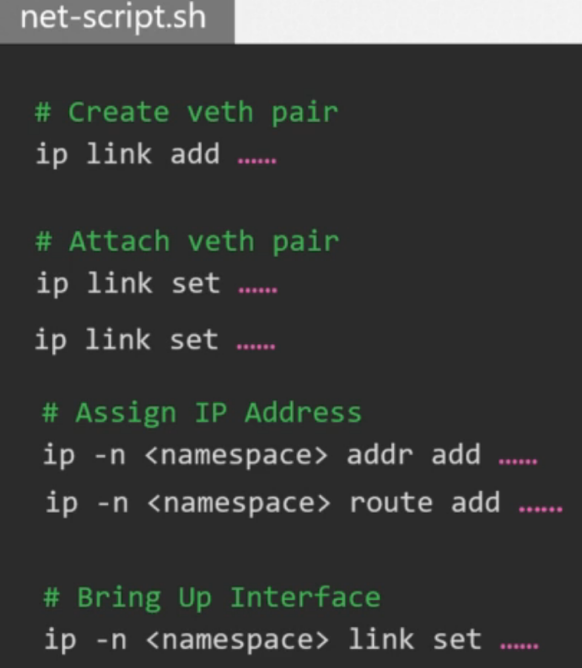 net-script.sh
# Create veth pair
ip link add ......
# Attach veth pair
ip link set ......
ip link set ......
# Assign IP Address
ip -n <namespace> addr add ......
ip -n <namespace> route add ......
# Bring Up Interface
ip -n <namespace> link set ......